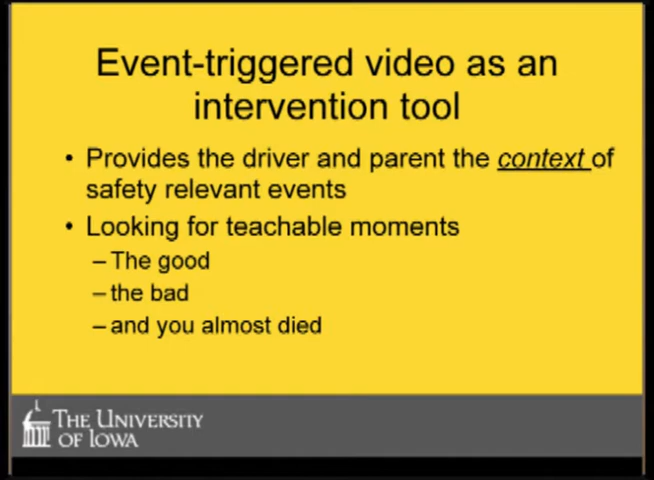 Event-triggered video as an
intervention tool
• Provides the driver and parent the context of
safety relevant events
• Looking for teachable moments
– The good
– the bad
– and you almost died
THE UNIVERSITY
OF IOWA